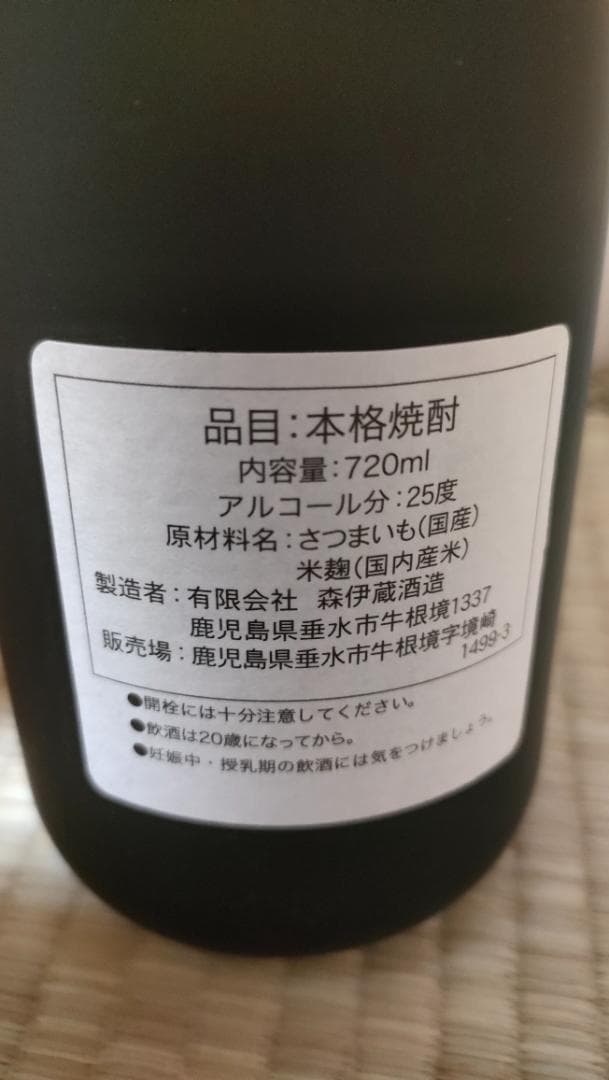 品目：本格焼酎
内容量：720ml
アルコール分：25度
原材料名：さつまいも（国産）
米麹（国内産米）
製造者：有限会社　森伊蔵酒造
鹿児島県垂水市牛根境1337
販売場：鹿児島県垂水市牛根境字境崎
1499-3
●開栓には十分注意してください。
●飲酒は20歳になってから。
●妊娠中・授乳期の飲酒には気をつけましょう。